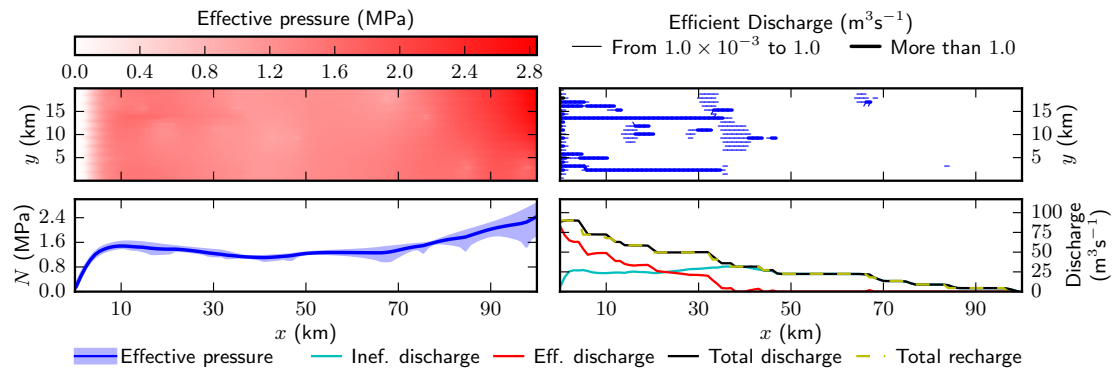 Effective pressure (MPa)
0.0 0.4 0.8 1.2 1.6 2.0 2.4 2.8
Efficient Discharge (m³s⁻¹)
From 1.0 × 10⁻³ to 1.0 More than 1.0
y (km)
15
10
5
15
10
5
y (km)
N (MPa)
2.4
1.6
0.8
0.0
10 30 50 70 90
x (km)
100
75
50
25
0
Discharge
(m³s⁻¹)
10 30 50 70 90
x (km)
Effective pressure Inef. discharge Eff. discharge Total discharge Total recharge